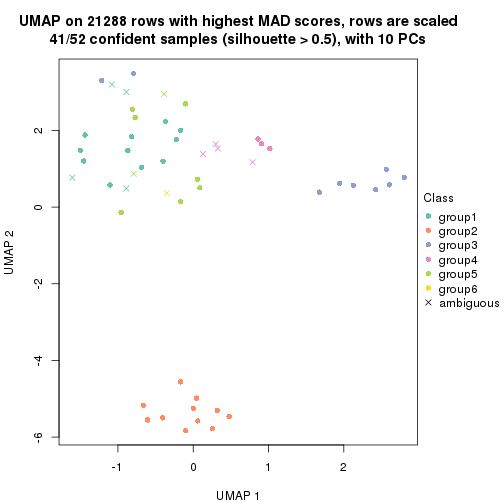 UMAP on 21288 rows with highest MAD scores, rows are scaled
41/52 confident samples (silhouette > 0.5), with 10 PCs
2
0
-2
-4
-6
UMAP 2
-1
0
1
2
UMAP 1
Class
group1
group2
group3
group4
group5
group6
ambiguous